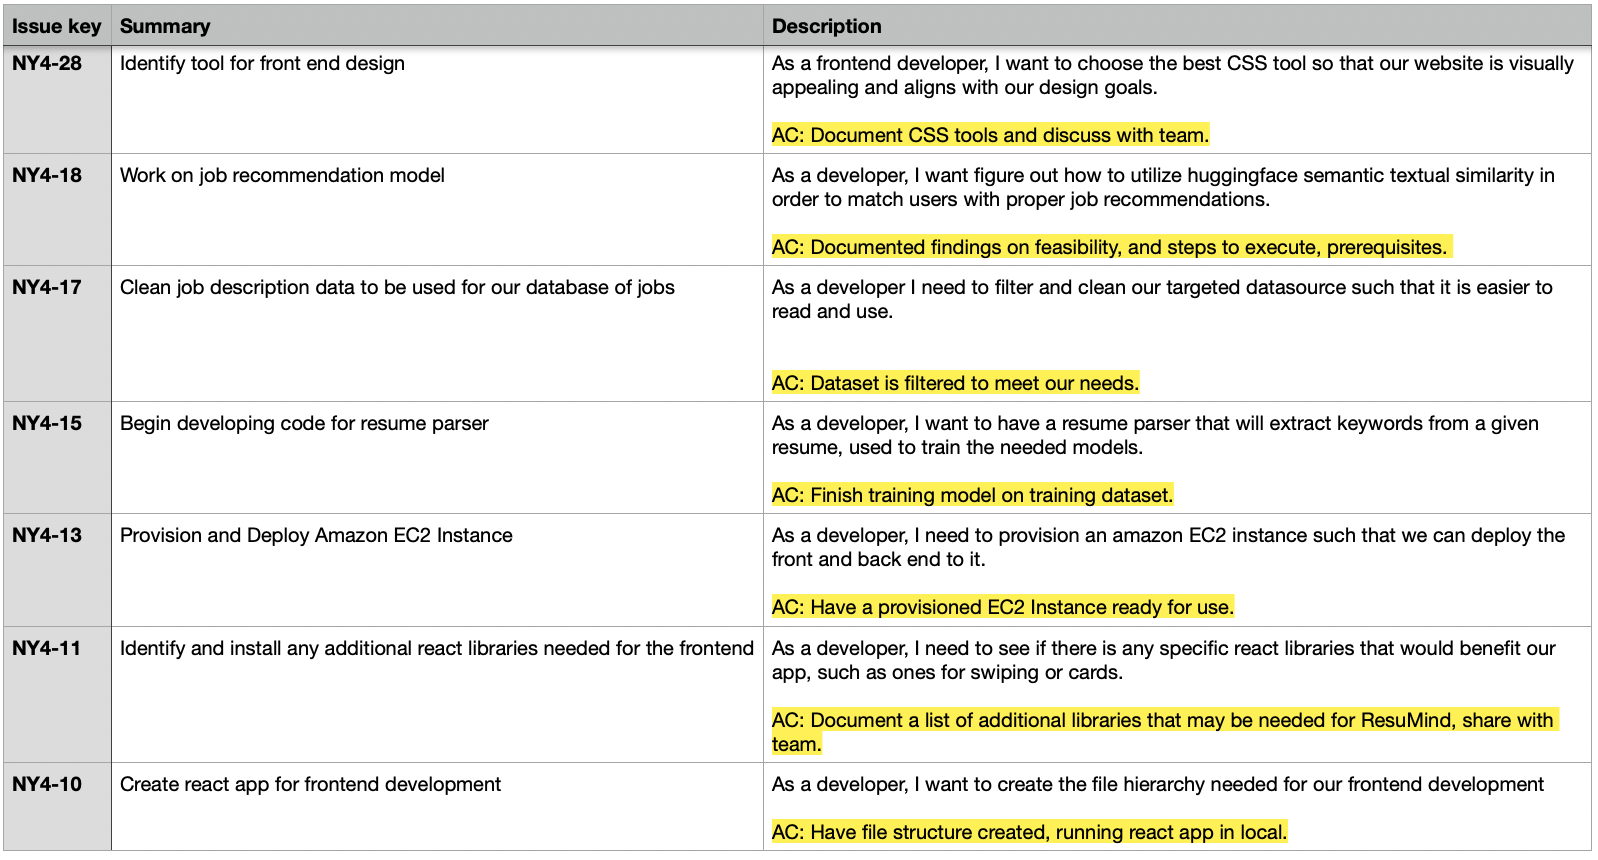 Issue key Summary Description
NY4-28 Identify tool for front end design As a frontend developer, I want to choose the best CSS tool so that our website is visually
appealing and aligns with our design goals.
AC: Document CSS tools and discuss with team.
NY4-18 Work on job recommendation model As a developer, I want figure out how to utilize huggingface semantic textual similarity in
order to match users with proper job recommendations.
AC: Documented findings on feasibility, and steps to execute, prerequisites.
NY4-17 Clean job description data to be used for our database of jobs As a developer I need to filter and clean our targeted datasource such that it is easier to
read and use.
AC: Dataset is filtered to meet our needs.
NY4-15 Begin developing code for resume parser As a developer, I want to have a resume parser that will extract keywords from a given
resume, used to train the needed models.
AC: Finish training model on training dataset.
NY4-13 Provision and Deploy Amazon EC2 Instance As a developer, I need to provision an amazon EC2 instance such that we can deploy the
front and back end to it.
AC: Have a provisioned EC2 Instance ready for use.
NY4-11 Identify and install any additional react libraries needed for the frontend As a developer, I need to see if there is any specific react libraries that would benefit our
app, such as ones for swiping or cards.
AC: Document a list of additional libraries that may be needed for ResuMind, share with
team.
NY4-10 Create react app for frontend development As a developer, I want to create the file hierarchy needed for our frontend development
AC: Have file structure created, running react app in local.